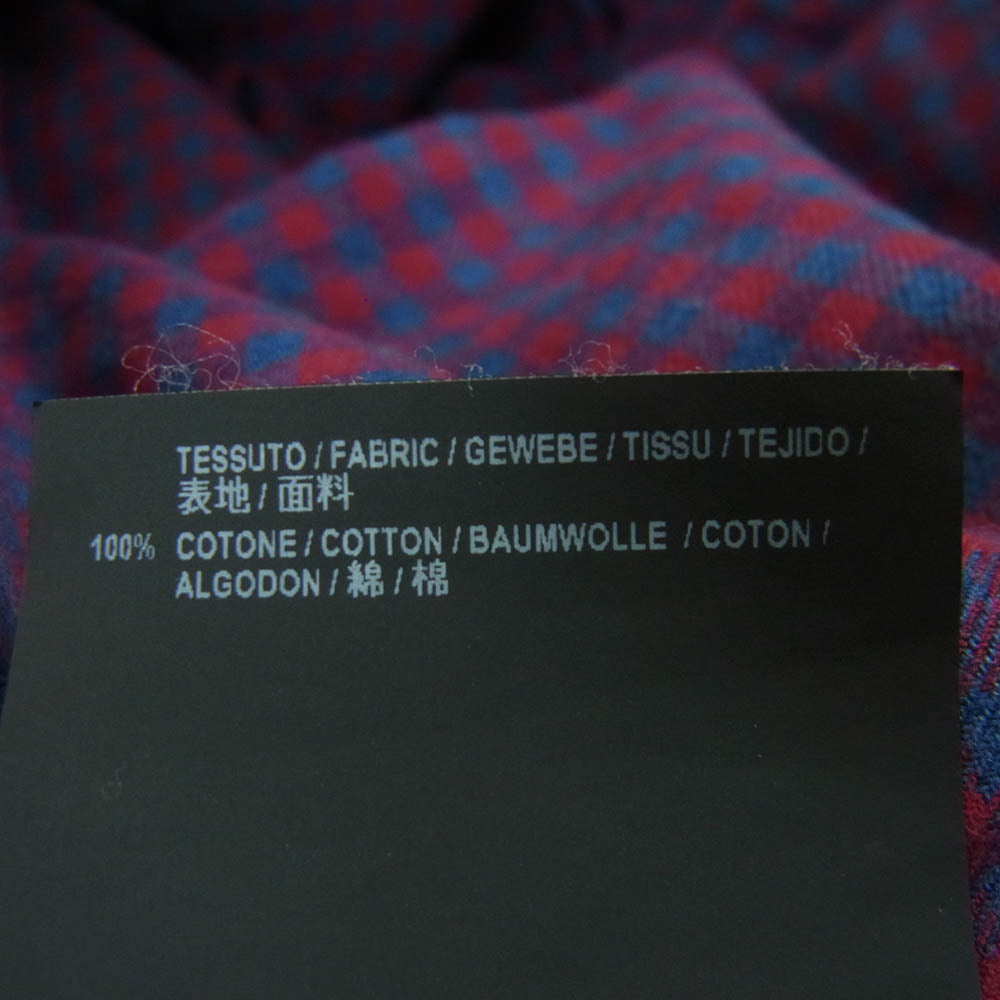 TESSUTO / FABRIC / GEWEBE / TISSU / TEJIDO /
表地 / 面料
100% COTONE / COTTON / BAUMWOLLE / COTON /
ALGODON / 綿 / 棉